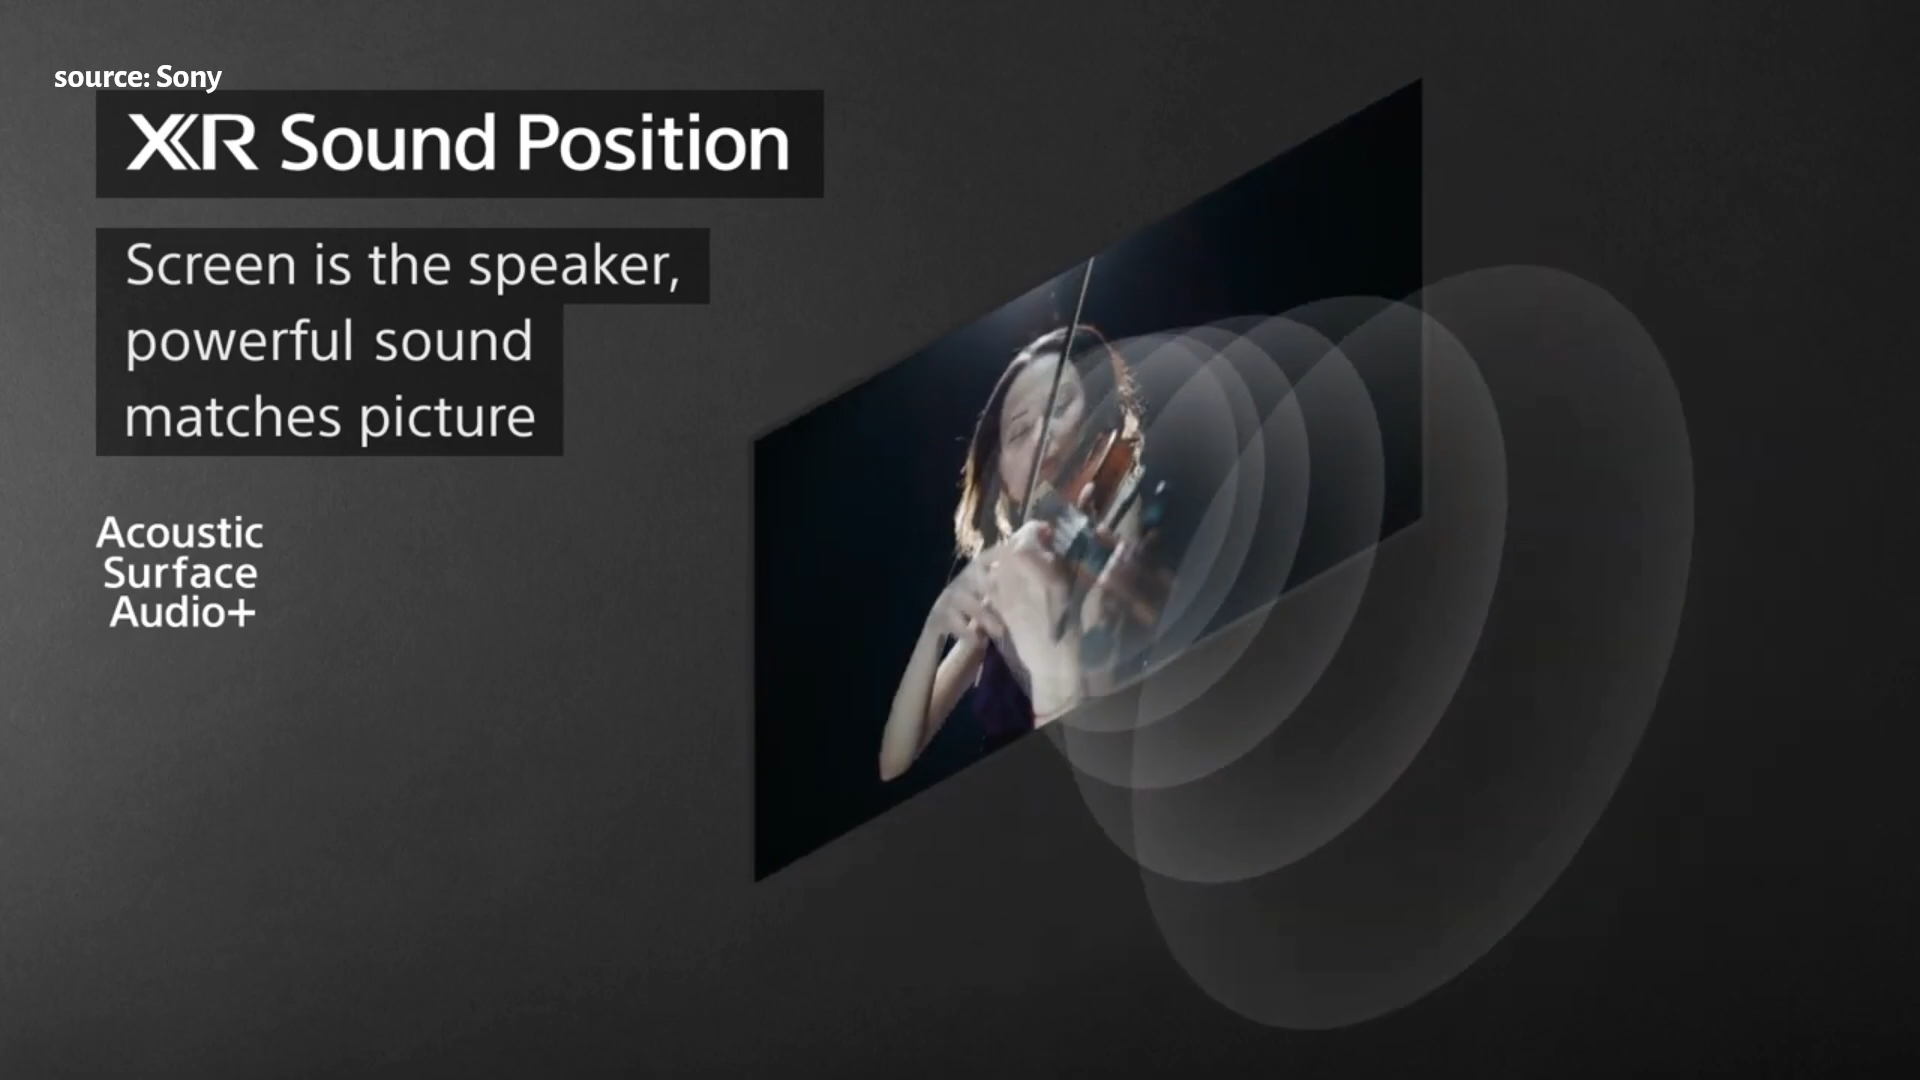 source: Sony
XR Sound Position
Screen is the speaker,
powerful sound
matches picture
Acoustic
Surface
Audio+